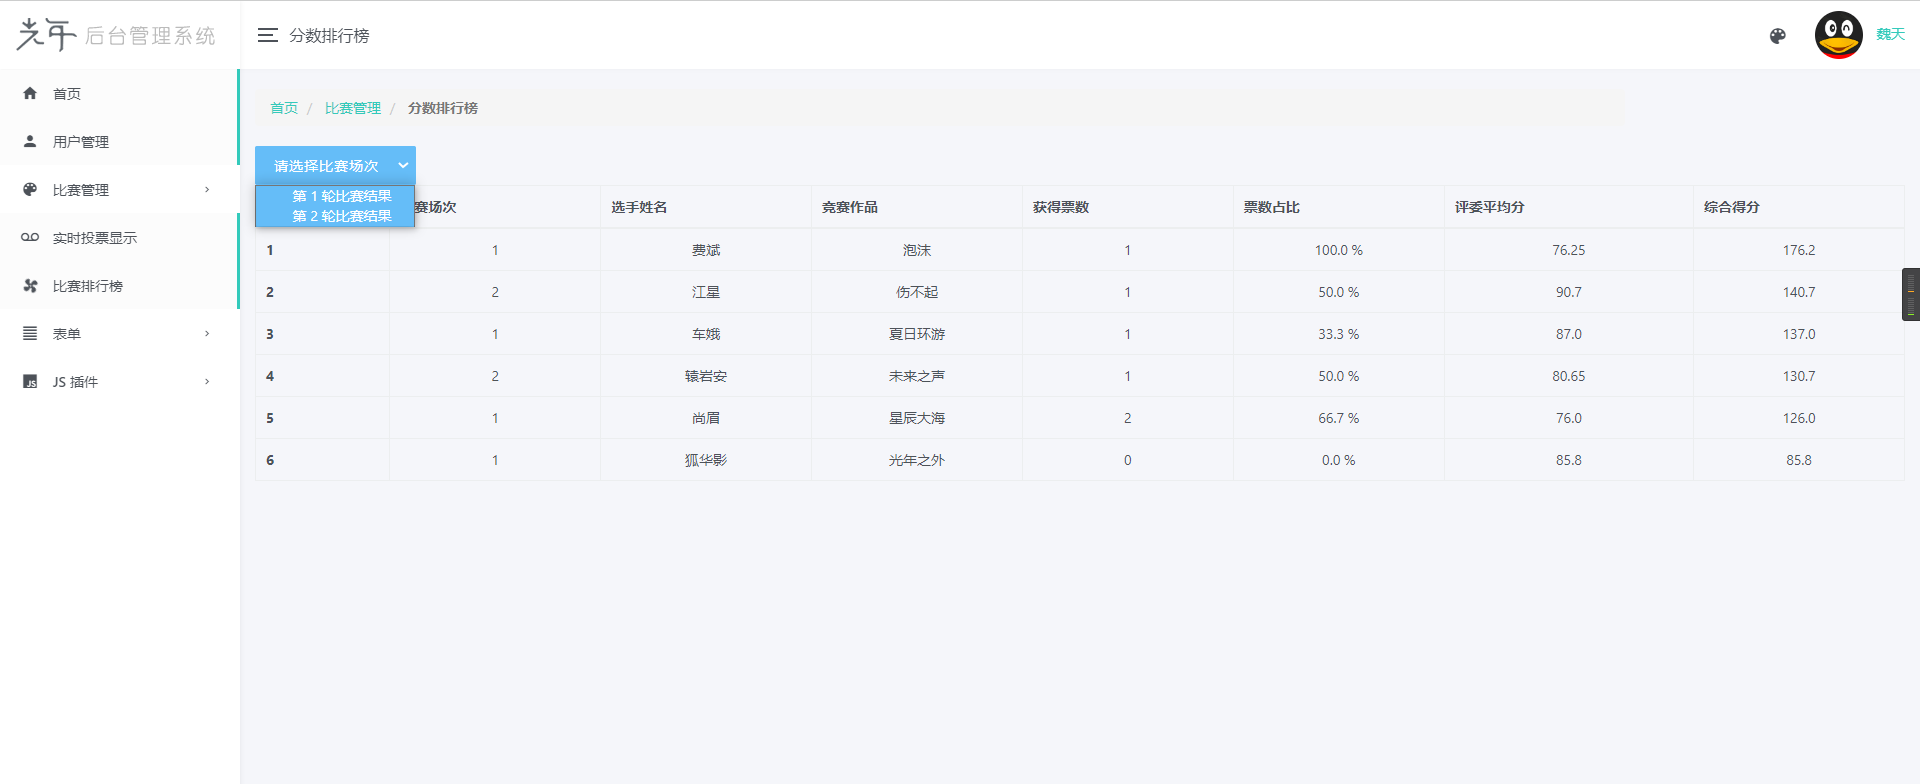 光年 后台管理系统
分数排行榜
魏天
首页
用户管理
比赛管理
实时投票显示
比赛排行榜
表单
JS 插件
首页 / 比赛管理 / 分数排行榜
请选择比赛场次
第 1 轮比赛结果
第 2 轮比赛结果
赛场次 选手姓名 竞赛作品 获得票数 票数占比 评委平均分 综合得分
1 1 费斌 泡沫 1 100.0 % 76.25 176.2
2 2 江星 伤不起 1 50.0 % 90.7 140.7
3 1 车娥 夏日环游 1 33.3 % 87.0 137.0
4 2 辕岩安 未来之声 1 50.0 % 80.65 130.7
5 1 尚眉 星辰大海 2 66.7 % 76.0 126.0
6 1 狐华影 光年之外 0 0.0 % 85.8 85.8